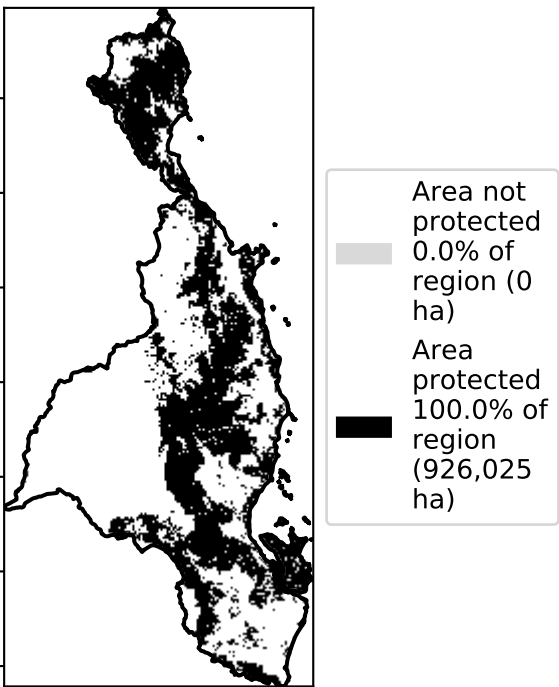 Area not
protected
0.0% of
region (0
ha)
Area
protected
100.0% of
region
(926,025
ha)